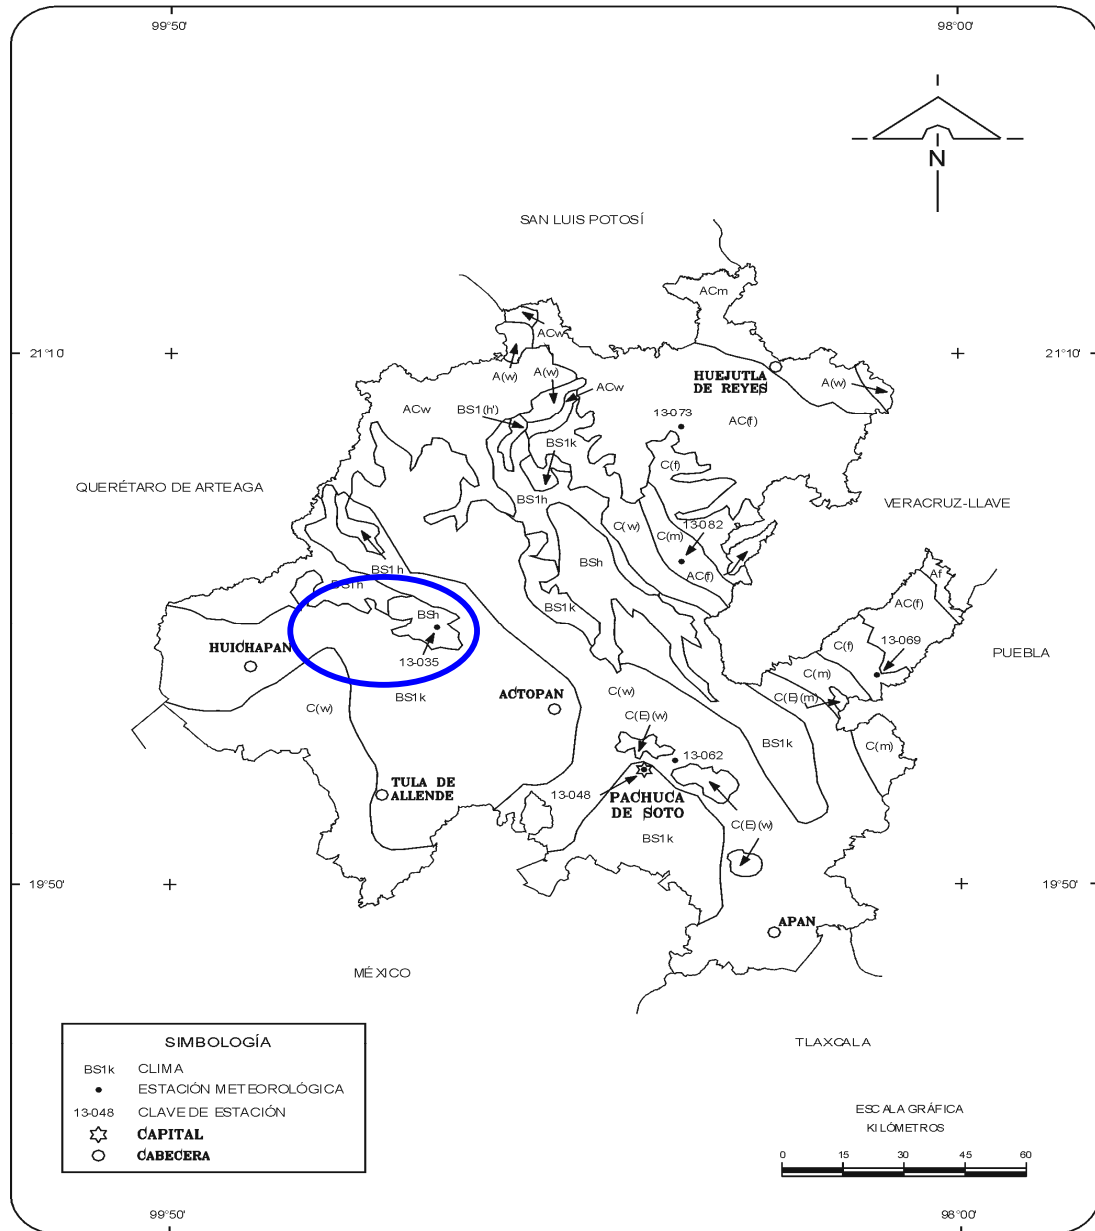 99°50'
98°00'
N
SAN LUIS POTOSÍ
ACm
ACw
21°10'
21°10'
HUEJUTLA
DE REYES
A(w)
A(w)
A(w)
ACw
ACw
BS1(h')
13-073
AC(f)
BS1k
C(f)
QUERÉTARO DE ARTEAGA
BS1h
VERACRUZ-LLAVE
C(w)
13-082
C(m)
BSh
AC(f)
BS1h
BS1h
Af
AC(f)
BS1k
BSh
HUICHAPAN
13-035
C(f)
13-069
PUEBLA
C(m)
C(E)(m)
BS1k
ACTOPAN
C(w)
C(w)
C(E)(w)
BS1k
C(m)
13-062
TULA DE
ALLENDE
13-048
PACHUCA
DE SOTO
C(E)(w)
BS1k
19°50'
19°50'
APAN
MÉXICO
TLAXCALA
SIMBOLOGÍA
BS1k CLIMA
ESTACIÓN METEOROLÓGICA
13-048 CLAVE DE ESTACIÓN
CAPITAL
CABECERA
ESCALA GRÁFICA
KILÓMETROS
0 15 30 45 60
99°50'
98°00'